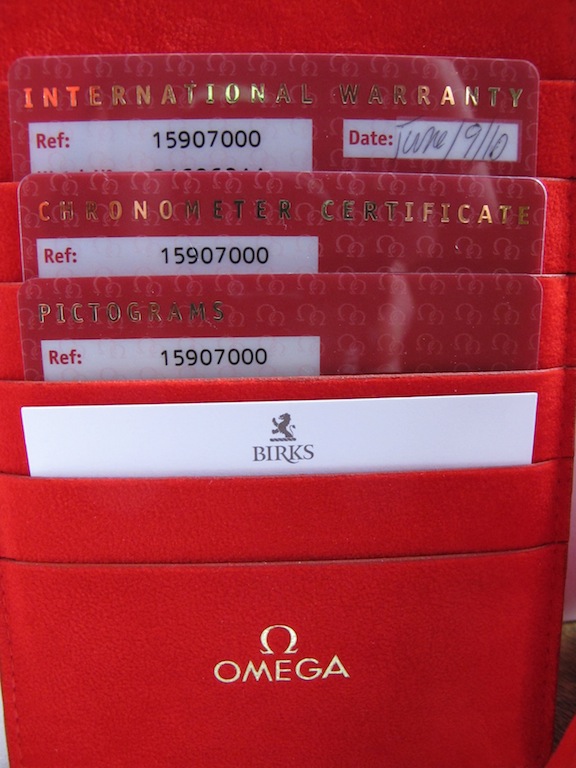 INTERNATIONAL WARRANTY
Ref: 15907000 Date: June/9/10
CHRONOMETER CERTIFICATE
Ref: 15907000
PICTOGRAMS
Ref: 15907000
BIRKS
Ω
OMEGA